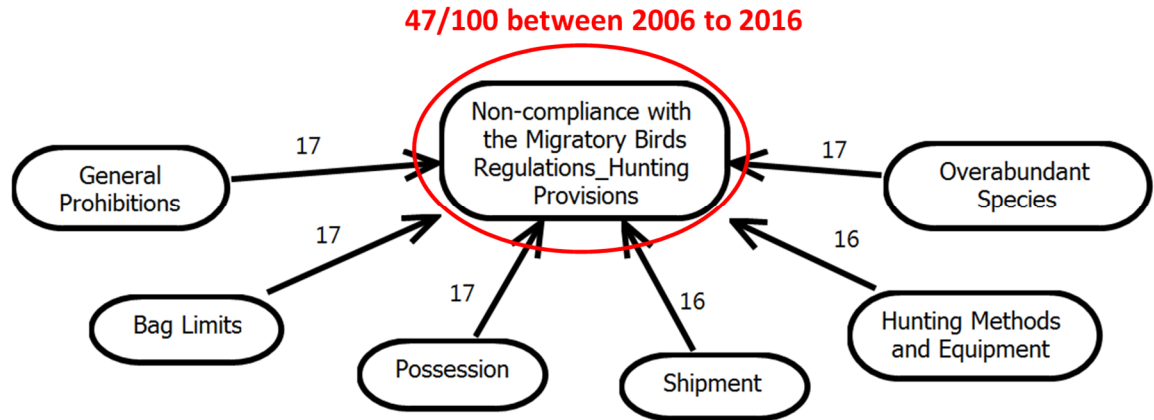 47/100 between 2006 to 2016
Non-compliance with
the Migratory Birds
Regulations_Hunting
Provisions
17
General
Prohibitions
17
Overabundant
Species
17
Bag Limits
16
Hunting Methods
and Equipment
17
Possession
16
Shipment